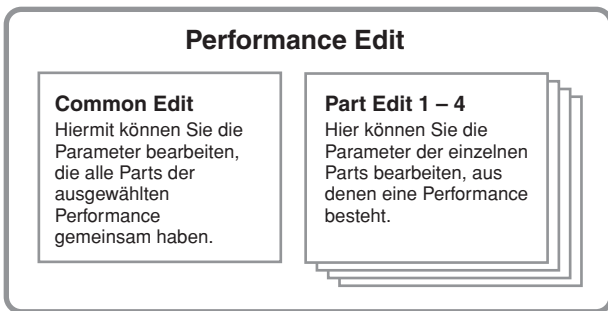 Performance Edit
Common Edit
Hiermit können Sie die
Parameter bearbeiten,
die alle Parts der
ausgewählten
Performance
gemeinsam haben.
Part Edit 1 – 4
Hier können Sie die
Parameter der einzelnen
Parts bearbeiten, aus
denen eine Performance
besteht.